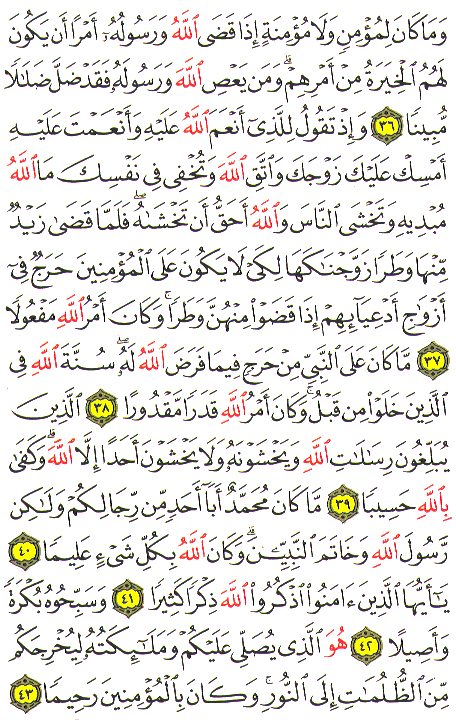 وَمَا كَانَ لِمُؤْمِنٍ وَلَا مُؤْمِنَةٍ إِذَا قَضَى ٱللَّهُ وَرَسُولُهُۥٓ أَمْرًا أَن يَكُونَ
لَهُمُ ٱلْخِيَرَةُ مِنْ أَمْرِهِمْ ۗ وَمَن يَعْصِ ٱللَّهَ وَرَسُولَهُۥ فَقَدْ ضَلَّ ضَلَـٰلًا
مُّبِينًا ٣٦ وَإِذْ تَقُولُ لِلَّذِىٓ أَنْعَمَ ٱللَّهُ عَلَيْهِ وَأَنْعَمْتَ عَلَيْهِ
أَمْسِكْ عَلَيْكَ زَوْجَكَ وَٱتَّقِ ٱللَّهَ وَتُخْفِى فِى نَفْسِكَ مَا ٱللَّهُ
مُبْدِيهِ وَتَخْشَى ٱلنَّاسَ وَٱللَّهُ أَحَقُّ أَن تَخْشَىٰهُ ۖ فَلَمَّا قَضَىٰ زَيْدٌ
مِّنْهَا وَطَرًا زَوَّجْنَـٰكَهَا لِكَىْ لَا يَكُونَ عَلَى ٱلْمُؤْمِنِينَ حَرَجٌ فِىٓ
أَزْوَٰجِ أَدْعِيَآئِهِمْ إِذَا قَضَوْا۟ مِنْهُنَّ وَطَرًا ۚ وَكَانَ أَمْرُ ٱللَّهِ مَفْعُولًا
٣٧ مَّا كَانَ عَلَى ٱلنَّبِىِّ مِنْ حَرَجٍ فِيمَا فَرَضَ ٱللَّهُ لَهُۥ ۖ سُنَّةَ ٱللَّهِ فِى
ٱلَّذِينَ خَلَوْا۟ مِن قَبْلُ ۚ وَكَانَ أَمْرُ ٱللَّهِ قَدَرًا مَّقْدُورًا ٣٨ ٱلَّذِينَ
يُبَلِّغُونَ رِسَـٰلَـٰتِ ٱللَّهِ وَيَخْشَوْنَهُۥ وَلَا يَخْشَوْنَ أَحَدًا إِلَّا ٱللَّهَ ۗ وَكَفَىٰ
بِٱللَّهِ حَسِيبًا ٣٩ مَّا كَانَ مُحَمَّدٌ أَبَآ أَحَدٍ مِّن رِّجَالِكُمْ وَلَـٰكِن
رَّسُولَ ٱللَّهِ وَخَاتَمَ ٱلنَّبِيِّـۧنَ ۗ وَكَانَ ٱللَّهُ بِكُلِّ شَىْءٍ عَلِيمًا ٤٠
يَـٰٓأَيُّهَا ٱلَّذِينَ ءَامَنُوا۟ ٱذْكُرُوا۟ ٱللَّهَ ذِكْرًا كَثِيرًا ٤١ وَسَبِّحُوهُ بُكْرَةً
وَأَصِيلًا ٤٢ هُوَ ٱلَّذِى يُصَلِّى عَلَيْكُمْ وَمَلَـٰٓئِكَتُهُۥ لِيُخْرِجَكُم
مِّنَ ٱلظُّلُمَـٰتِ إِلَى ٱلنُّورِ ۚ وَكَانَ بِٱلْمُؤْمِنِينَ رَحِيمًا ٤٣